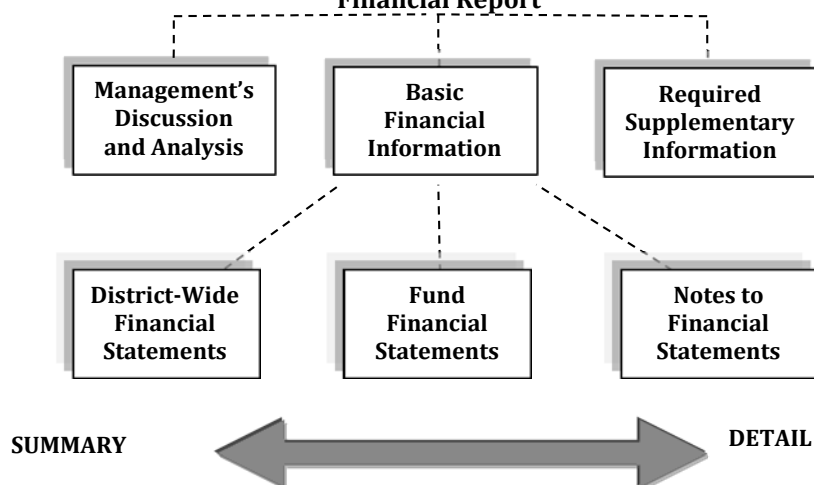 Financial Report
Management’s
Discussion
and Analysis
Basic
Financial
Information
Required
Supplementary
Information
District-Wide
Financial
Statements
Fund
Financial
Statements
Notes to
Financial
Statements
SUMMARY
DETAIL